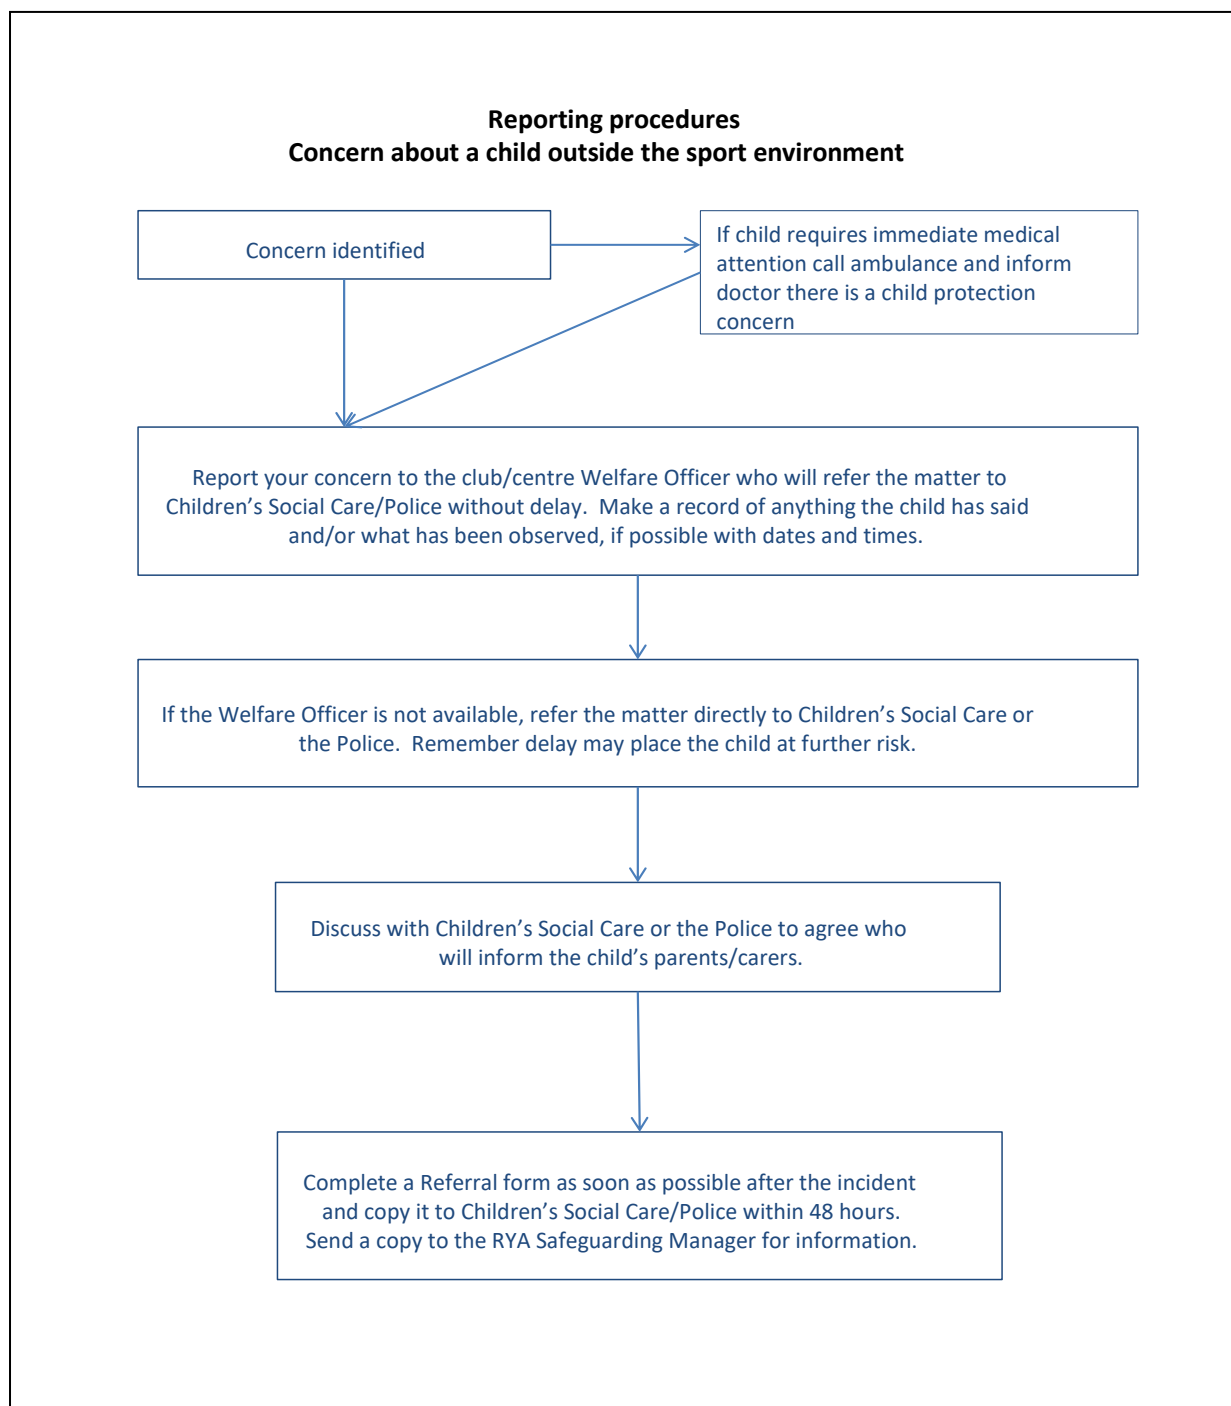 Reporting procedures
Concern about a child outside the sport environment
Concern identified
If child requires immediate medical
attention call ambulance and inform
doctor there is a child protection
concern
Report your concern to the club/centre Welfare Officer who will refer the matter to
Children’s Social Care/Police without delay.  Make a record of anything the child has said
and/or what has been observed, if possible with dates and times.
If the Welfare Officer is not available, refer the matter directly to Children’s Social Care or
the Police.  Remember delay may place the child at further risk.
Discuss with Children’s Social Care or the Police to agree who
will inform the child’s parents/carers.
Complete a Referral form as soon as possible after the incident
and copy it to Children’s Social Care/Police within 48 hours.
Send a copy to the RYA Safeguarding Manager for information.